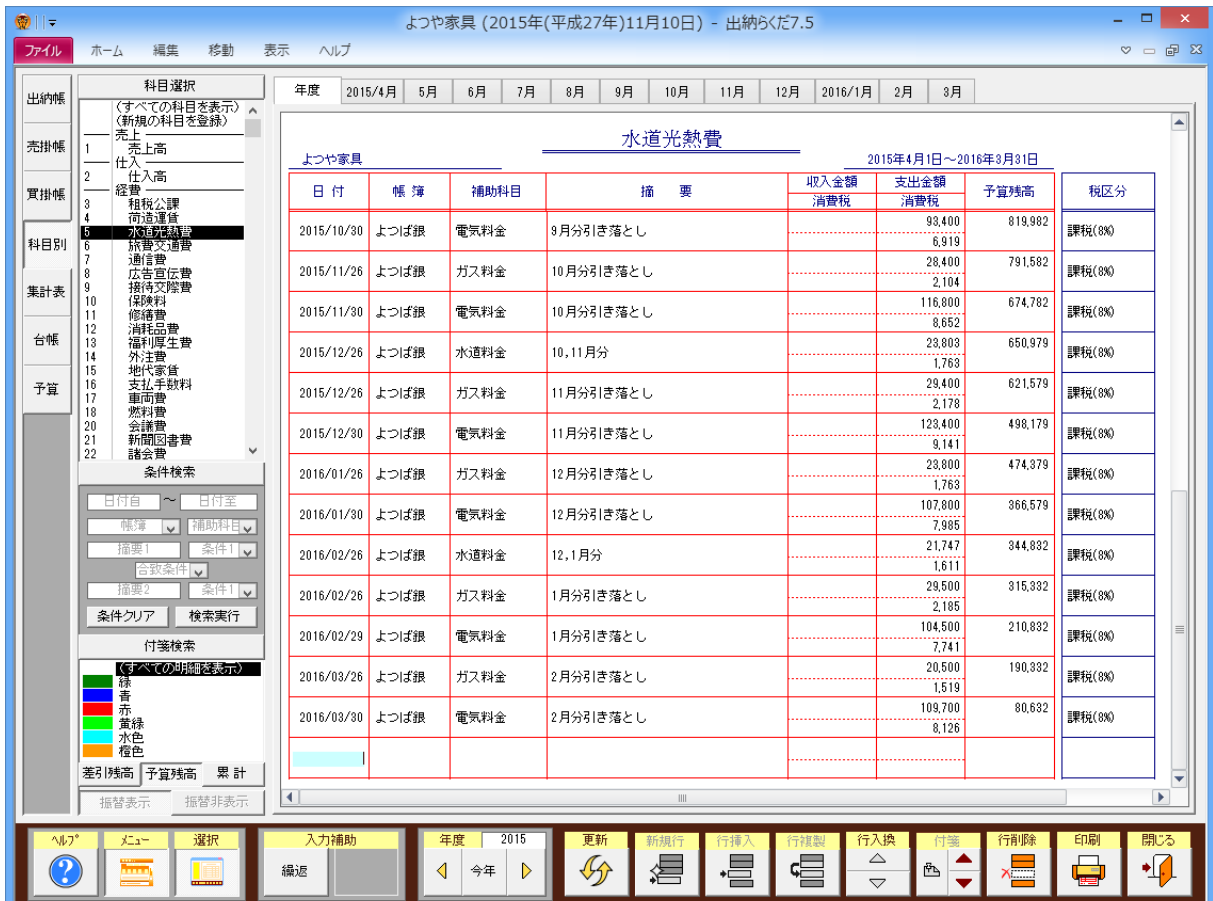 よつや家具 (2015年(平成27年)11月10日) - 出納らくだ7.5
ファイル ホーム 編集 移動 表示 ヘルプ
出納帳
売掛帳
買掛帳
科目別
集計表
台帳
予算
科目選択
(すべての科目を表示)
(新規の科目を登録)
売上
1 売上高
仕入
2 仕入高
経費
3 租税公課
4 荷造運賃
5 水道光熱費
6 旅費交通費
7 通信費
8 広告宣伝費
9 接待交際費
10 保険料
11 修繕費
12 消耗品費
13 福利厚生費
14 外注費
15 地代家賃
16 支払手数料
17 車両費
18 燃料費
20 会議費
21 新聞図書費
22 諸会費
条件検索
日付自 ~ 日付至
帳簿 補助科目
摘要1 条件1
合致条件
摘要2 条件1
条件クリア 検索実行
付箋検索
(すべての明細を表示)
緑
青
赤
黄緑
水色
橙色
差引残高 予算残高 累計
振替表示 振替非表示
年度 2015/4月 5月 6月 7月 8月 9月 10月 11月 12月 2016/1月 2月 3月
水道光熱費
よつや家具 2015年4月1日～2016年3月31日
日付 帳簿 補助科目 摘要 収入金額 支出金額 予算残高 税区分
消費税 消費税
2015/10/30 よつば銀 電気料金 9月分引き落とし 93,400 819,982 課税(8%)
6,919
2015/11/26 よつば銀 ガス料金 10月分引き落とし 28,400 791,582 課税(8%)
2,104
2015/11/30 よつば銀 電気料金 10月分引き落とし 116,800 674,782 課税(8%)
8,652
2015/12/26 よつば銀 水道料金 10,11月分 23,803 650,979 課税(8%)
1,763
2015/12/26 よつば銀 ガス料金 11月分引き落とし 29,400 621,579 課税(8%)
2,178
2015/12/30 よつば銀 電気料金 11月分引き落とし 123,400 498,179 課税(8%)
9,141
2016/01/26 よつば銀 ガス料金 12月分引き落とし 23,800 474,379 課税(8%)
1,763
2016/01/30 よつば銀 電気料金 12月分引き落とし 107,800 366,579 課税(8%)
7,985
2016/02/26 よつば銀 水道料金 12,1月分 21,747 344,832 課税(8%)
1,611
2016/02/26 よつば銀 ガス料金 1月分引き落とし 29,500 315,332 課税(8%)
2,185
2016/02/29 よつば銀 電気料金 1月分引き落とし 104,500 210,832 課税(8%)
7,741
2016/03/26 よつば銀 ガス料金 2月分引き落とし 20,500 190,332 課税(8%)
1,519
2016/03/30 よつば銀 電気料金 2月分引き落とし 109,700 80,632 課税(8%)
8,126
ヘルプ メニュー 選択 入力補助 年度 2015 更新 新規行 行挿入 行複製 行入換 付箋 行削除 印刷 閉じる
繰返 今年